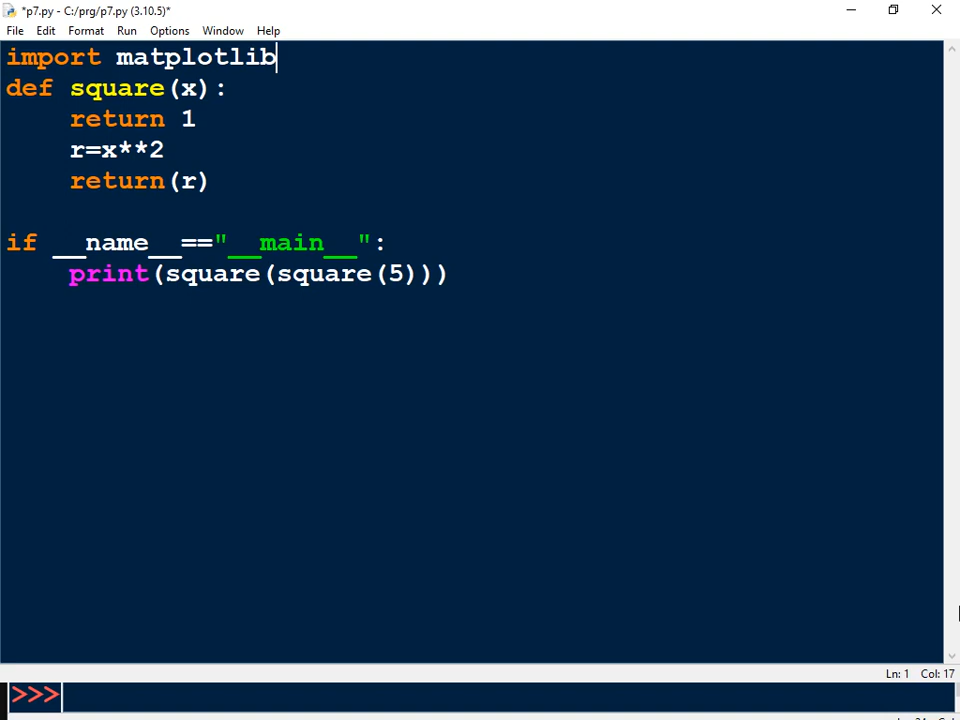 *p7.py - C:/prg/p7.py (3.10.5)*
File Edit Format Run Options Window Help
import matplotlib
def square(x):
    return 1
    r=x**2
    return(r)
if __name__=="__main__":
    print(square(square(5)))
Ln: 1 Col: 17
>>>